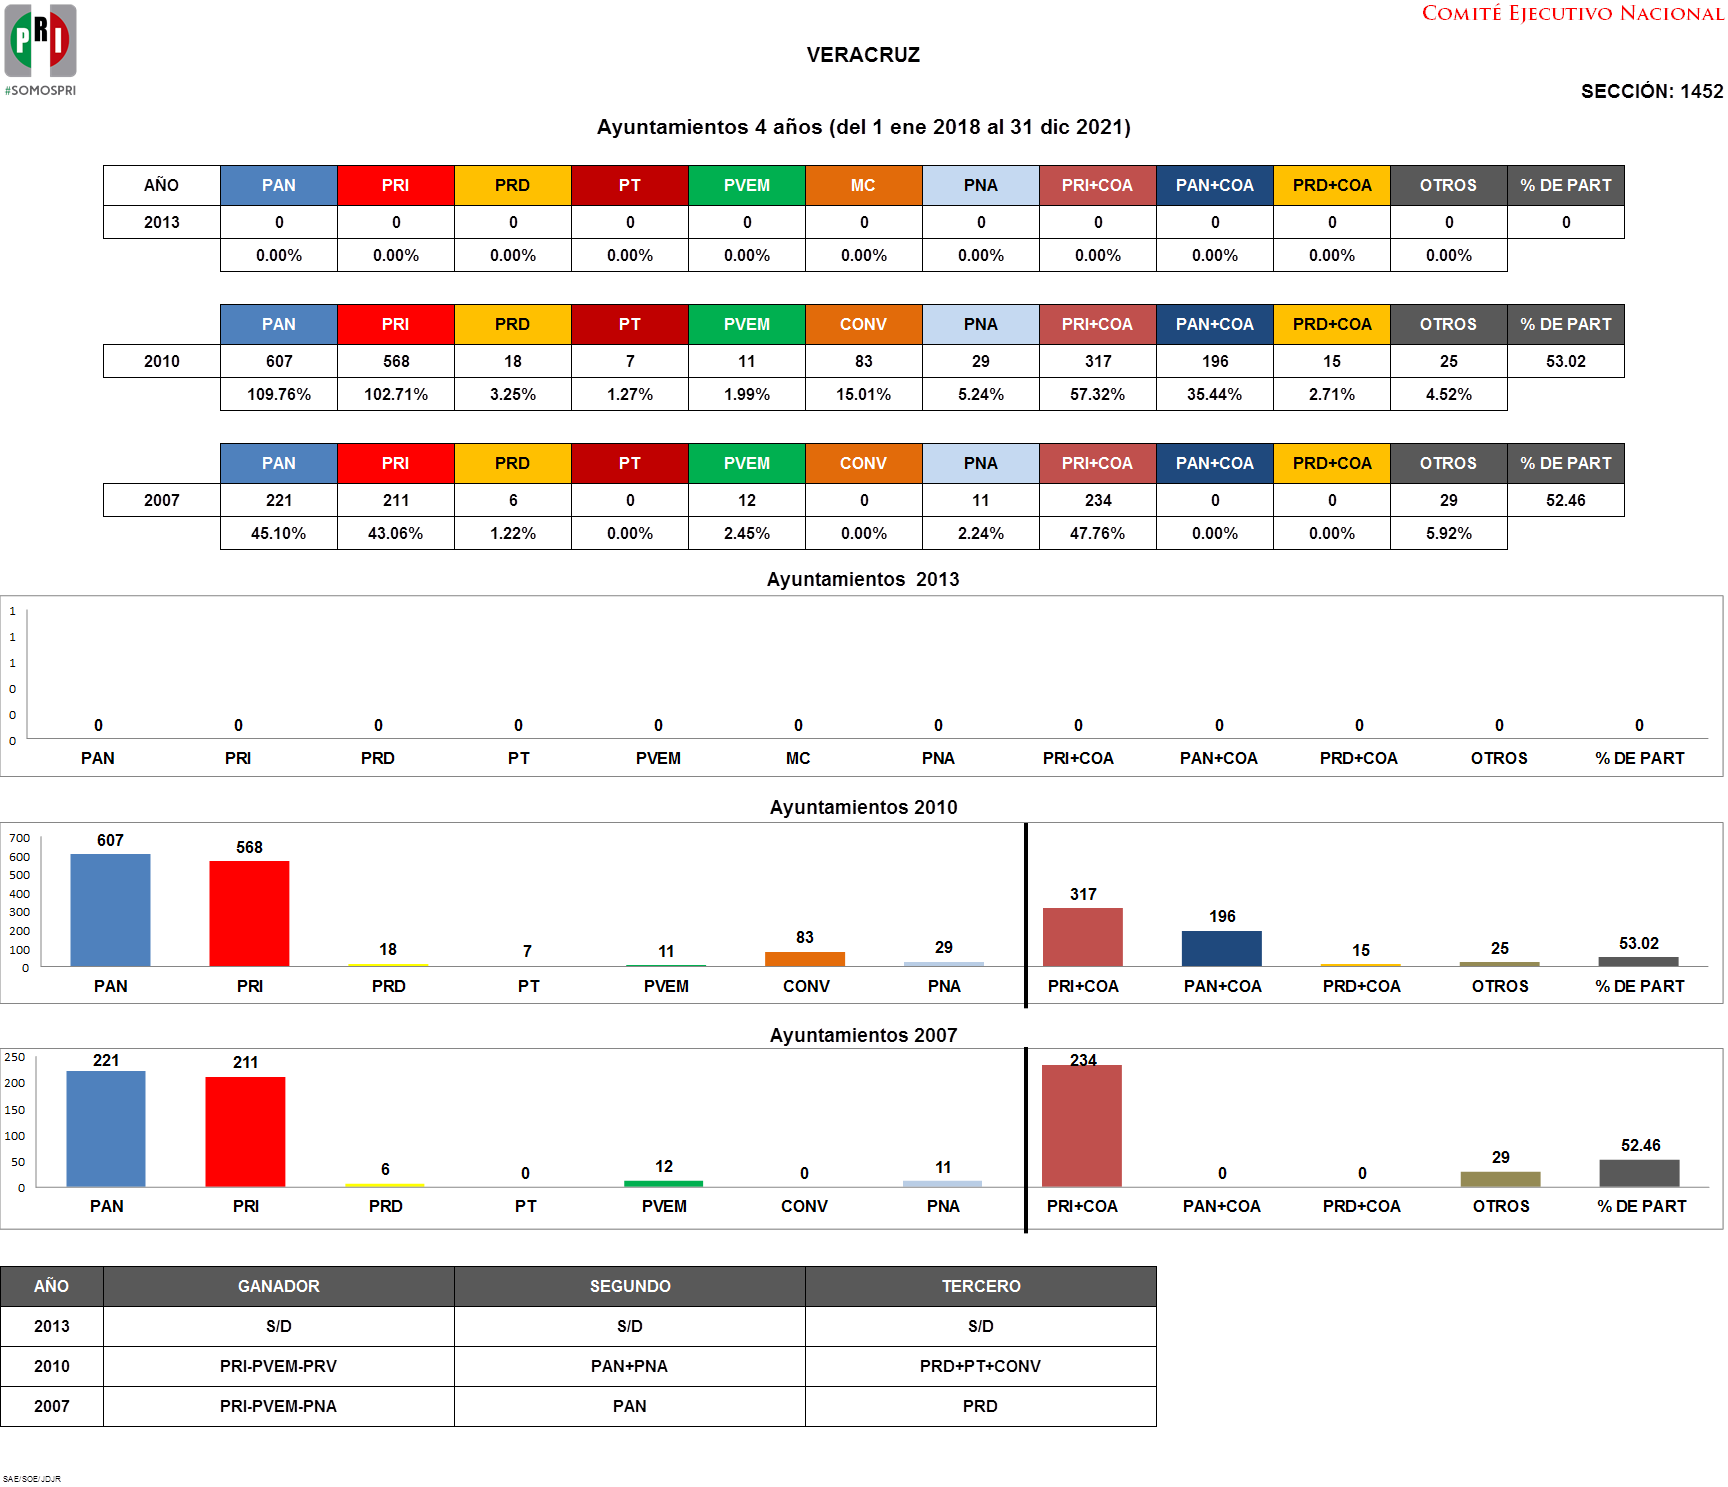 COMITÉ EJECUTIVO NACIONAL
PRI
#SOMOSPRI
VERACRUZ
SECCIÓN: 1452
Ayuntamientos 4 años (del 1 ene 2018 al 31 dic 2021)
AÑO PAN PRI PRD PT PVEM MC PNA PRI+COA PAN+COA PRD+COA OTROS % DE PART
2013 0 0 0 0 0 0 0 0 0 0 0 0
0.00% 0.00% 0.00% 0.00% 0.00% 0.00% 0.00% 0.00% 0.00% 0.00% 0.00%
PAN PRI PRD PT PVEM CONV PNA PRI+COA PAN+COA PRD+COA OTROS % DE PART
2010 607 568 18 7 11 83 29 317 196 15 25 53.02
109.76% 102.71% 3.25% 1.27% 1.99% 15.01% 5.24% 57.32% 35.44% 2.71% 4.52%
PAN PRI PRD PT PVEM CONV PNA PRI+COA PAN+COA PRD+COA OTROS % DE PART
2007 221 211 6 0 12 0 11 234 0 0 29 52.46
45.10% 43.06% 1.22% 0.00% 2.45% 0.00% 2.24% 47.76% 0.00% 0.00% 5.92%
Ayuntamientos 2013
1
1
1
0
0
0
0 0 0 0 0 0 0 0 0 0 0 0
PAN PRI PRD PT PVEM MC PNA PRI+COA PAN+COA PRD+COA OTROS % DE PART
Ayuntamientos 2010
700
600
500
400
300
200
100
0
607 568 18 7 11 83 29 317 196 15 25 53.02
PAN PRI PRD PT PVEM CONV PNA PRI+COA PAN+COA PRD+COA OTROS % DE PART
Ayuntamientos 2007
250
200
150
100
50
0
221 211 6 0 12 0 11 234 0 0 29 52.46
PAN PRI PRD PT PVEM CONV PNA PRI+COA PAN+COA PRD+COA OTROS % DE PART
AÑO GANADOR SEGUNDO TERCERO
2013 S/D S/D S/D
2010 PRI-PVEM-PRV PAN+PNA PRD+PT+CONV
2007 PRI-PVEM-PNA PAN PRD
SAE/SOE/JDJR